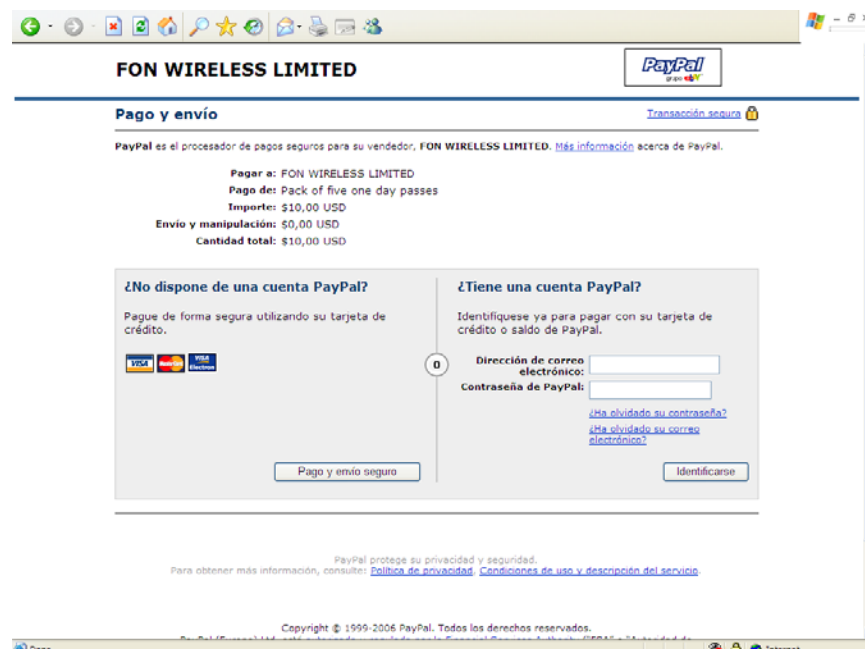 FON WIRELESS LIMITED
PayPal
grupo ebY
Pago y envío
Transacción segura
PayPal es el procesador de pagos seguros para su vendedor, FON WIRELESS LIMITED. Más información acerca de PayPal.
Pagar a: FON WIRELESS LIMITED
Pago de: Pack of five one day passes
Importe: $10,00 USD
Envío y manipulación: $0,00 USD
Cantidad total: $10,00 USD
¿No dispone de una cuenta PayPal?
Pague de forma segura utilizando su tarjeta de
crédito.
VISA MasterCard VISA
Electron
Pago y envío seguro
O
¿Tiene una cuenta PayPal?
Identifíquese ya para pagar con su tarjeta de
crédito o saldo de PayPal.
Dirección de correo
electrónico:
Contraseña de PayPal:
¿Ha olvidado su contraseña?
¿Ha olvidado su correo
electrónico?
Identificarse
PayPal protege su privacidad y seguridad.
Para obtener más información, consulte: Política de privacidad, Condiciones de uso y descripción del servicio.
Copyright © 1999-2006 PayPal. Todos los derechos reservados.
Internet